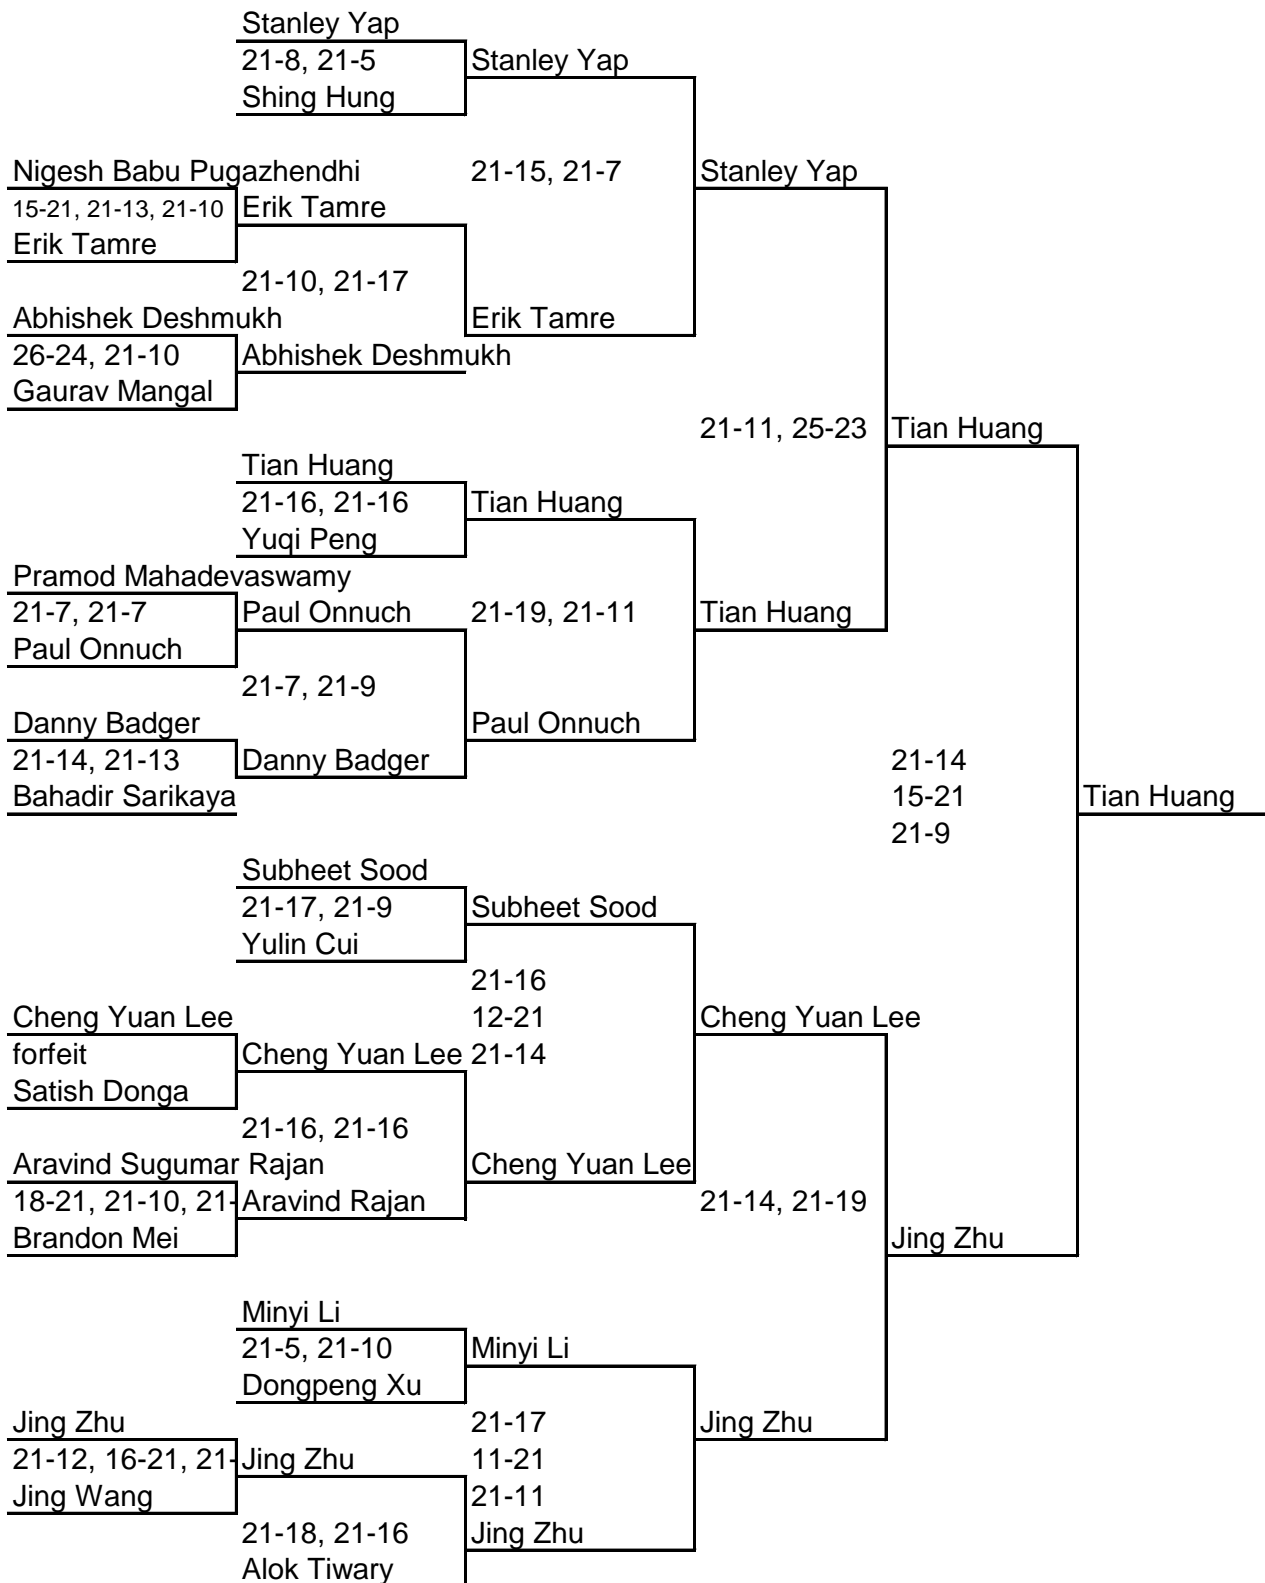 Stanley Yap
21-8, 21-5
Stanley Yap
Shing Hung
Nigesh Babu Pugazhendhi
21-15, 21-7
Stanley Yap
15-21, 21-13, 21-10
Erik Tamre
Erik Tamre
21-10, 21-17
Abhishek Deshmukh
Erik Tamre
26-24, 21-10
Abhishek Deshmukh
Gaurav Mangal
21-11, 25-23
Tian Huang
Tian Huang
21-16, 21-16
Tian Huang
Yuqi Peng
Pramod Mahadevaswamy
21-7, 21-7
Paul Onnuch
21-19, 21-11
Tian Huang
Paul Onnuch
21-7, 21-9
Danny Badger
Paul Onnuch
21-14, 21-13
Danny Badger
21-14
Bahadir Sarikaya
15-21
Tian Huang
21-9
Subheet Sood
21-17, 21-9
Subheet Sood
Yulin Cui
21-16
Cheng Yuan Lee
12-21
Cheng Yuan Lee
forfeit
Cheng Yuan Lee
21-14
Satish Donga
21-16, 21-16
Aravind Sugumar Rajan
Cheng Yuan Lee
18-21, 21-10, 21-
Aravind Rajan
21-14, 21-19
Brandon Mei
Jing Zhu
Minyi Li
21-5, 21-10
Minyi Li
Dongpeng Xu
Jing Zhu
21-17
Jing Zhu
21-12, 16-21, 21-
Jing Zhu
11-21
Jing Wang
21-11
21-18, 21-16
Jing Zhu
Alok Tiwary